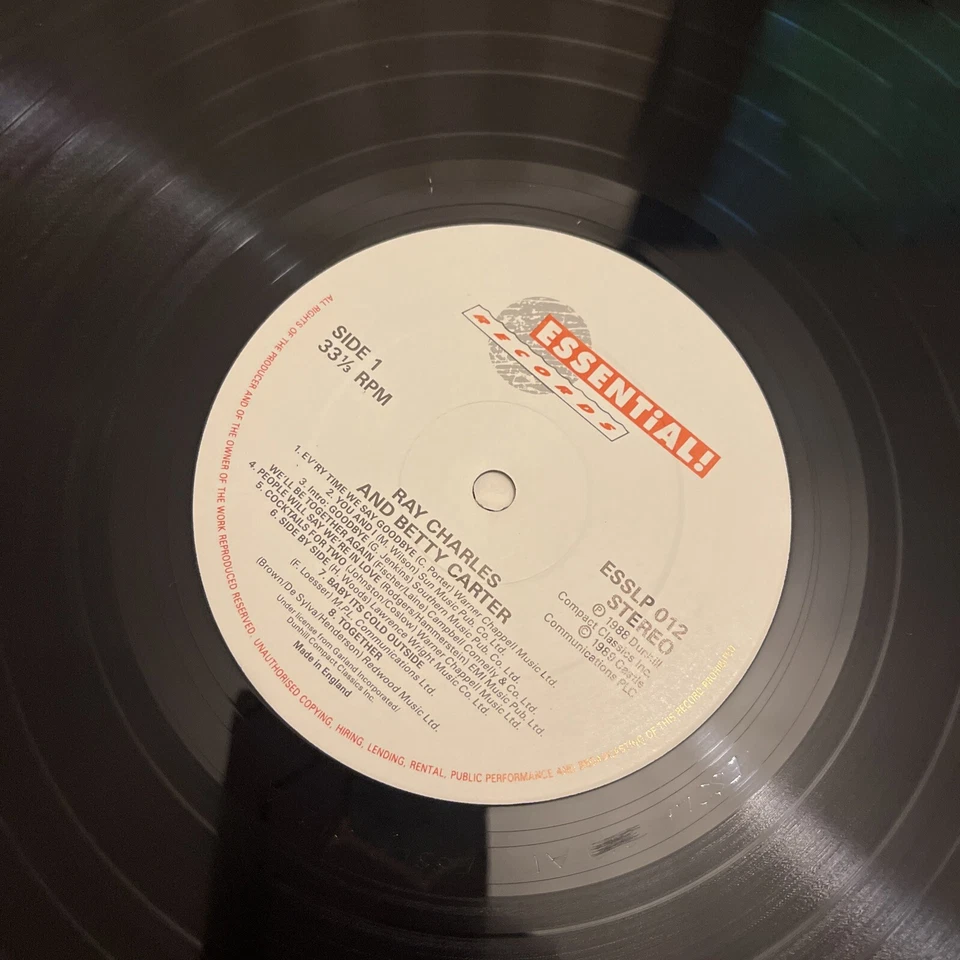 ESSENTiAL!
RECORDS
SIDE 1
33⅓ RPM
RAY CHARLES
AND BETTY CARTER
ESSLP 012
STEREO
Ⓟ 1988 Dunhill
Compact Classics Inc.
© 1989 Castle
Communications PLC
1. EV'RY TIME WE SAY GOODBYE (C. Porter) Warner Chappell Music Ltd.
2. YOU AND I (M. Wilson) Sun Music Pub. Co. Ltd.
3. Intro: GOODBYE (G. Jenkins) Southern Music Pub. Co. Ltd.
WE'LL BE TOGETHER AGAIN (Fischer/Laine) Campbell Connelly & Co. Ltd.
4. PEOPLE WILL SAY WE'RE IN LOVE (Rodgers/Hammerstein) EMI Music Pub. Ltd.
5. COCKTAILS FOR TWO (Johnston/Coslow) Warner Chappell Music Ltd.
6. SIDE BY SIDE (H. Woods) Lawrence Wright Music Co. Ltd.
7. BABY ITS COLD OUTSIDE
(F. Loesser) M.P.L. Communications Ltd.
8. TOGETHER
(Brown/De Sylva/Henderson) Redwood Music Ltd.
Under license from Garland Incorporated/
Dunhill Compact Classics Inc.
Made in England
ALL RIGHTS OF THE PRODUCER AND OF THE OWNER OF THE WORK REPRODUCED RESERVED. UNAUTHORISED COPYING, HIRING, LENDING, RENTAL, PUBLIC PERFORMANCE AND BROADCASTING OF THIS RECORD PROHIBITED